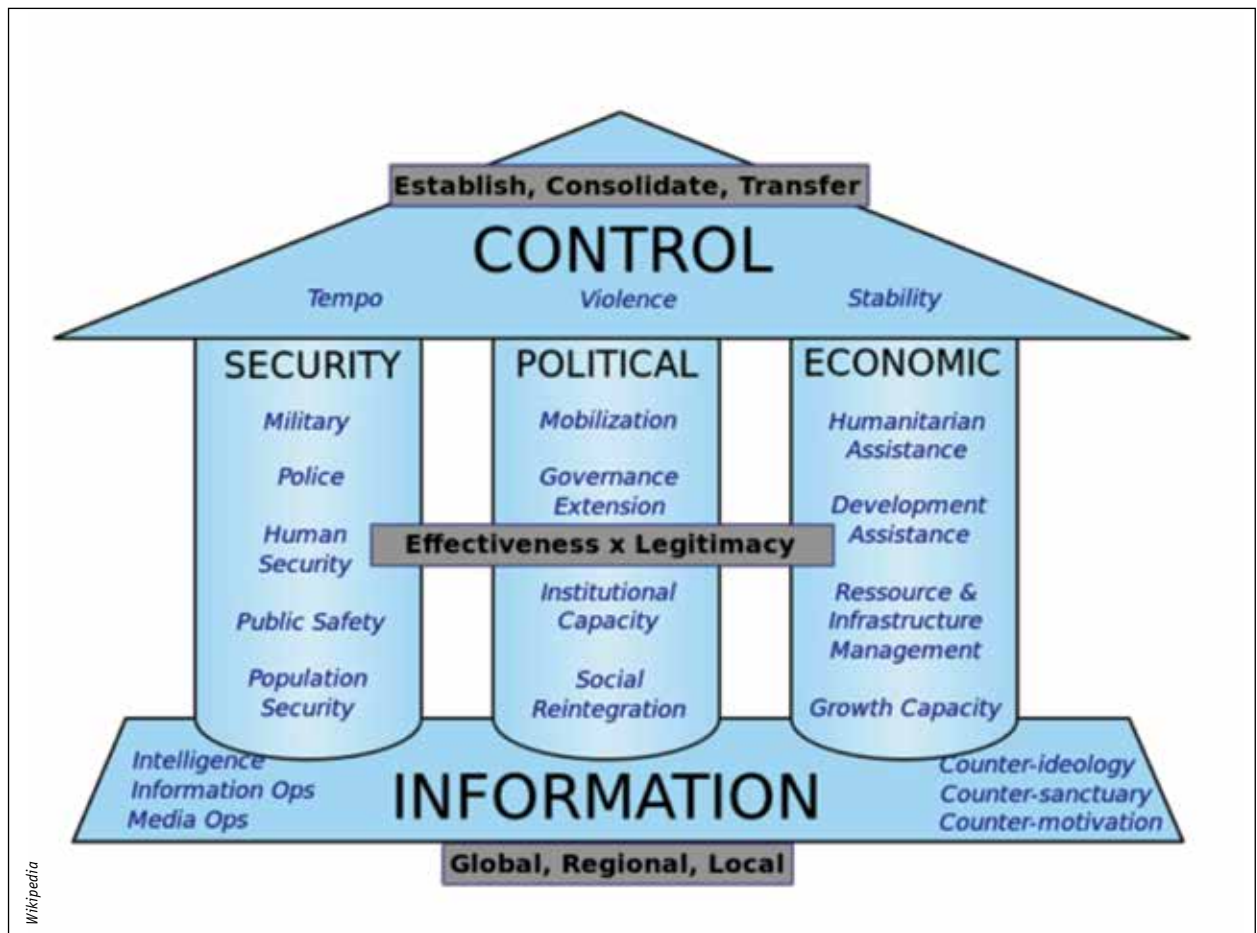 Establish, Consolidate, Transfer
CONTROL
Tempo
Violence
Stability
SECURITY
Military
Police
Human
Security
Public Safety
Population
Security
POLITICAL
Mobilization
Governance
Extension
Effectiveness x Legitimacy
Institutional
Capacity
Social
Reintegration
ECONOMIC
Humanitarian
Assistance
Development
Assistance
Ressource &
Infrastructure
Management
Growth Capacity
Intelligence
Information Ops
Media Ops
INFORMATION
Counter-ideology
Counter-sanctuary
Counter-motivation
Global, Regional, Local
Wikipedia